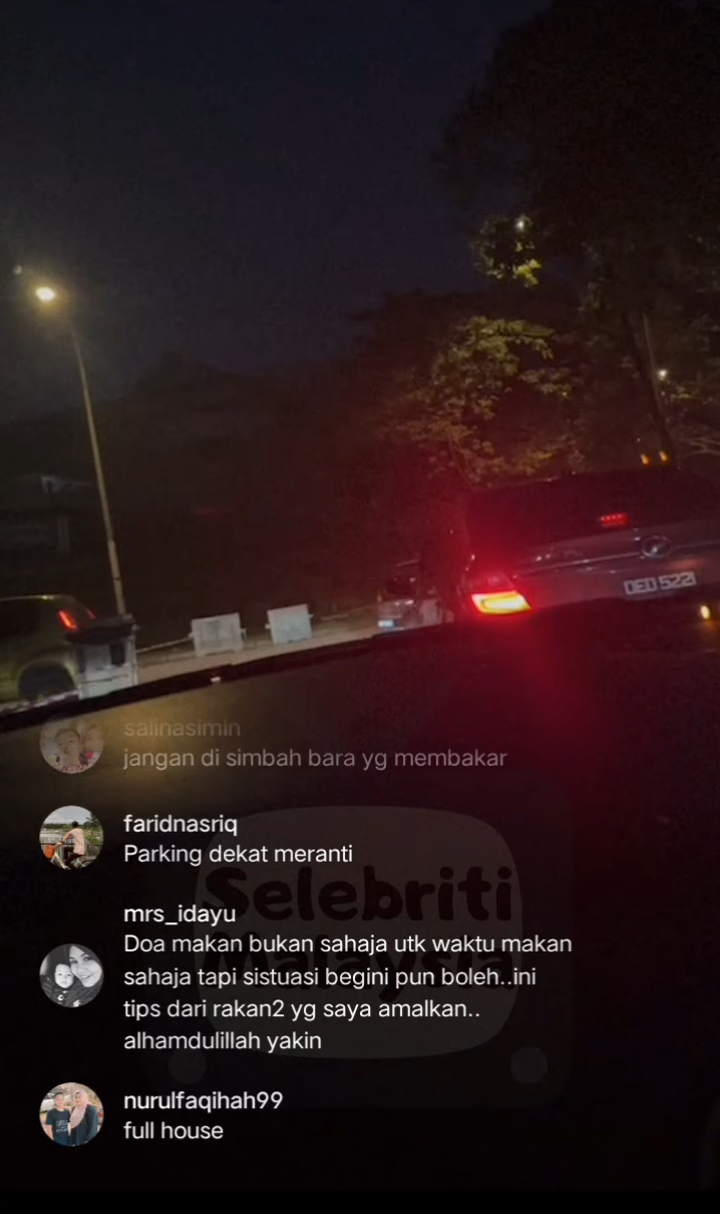 DED 5221
salinasimin
jangan di simbah bara yg membakar
faridnasriq
Parking dekat meranti
Selebriti
Malaysia
mrs_idayu
Doa makan bukan sahaja utk waktu makan
sahaja tapi sistuasi begini pun boleh..ini
tips dari rakan2 yg saya amalkan..
alhamdulillah yakin
nurulfaqihah99
full house